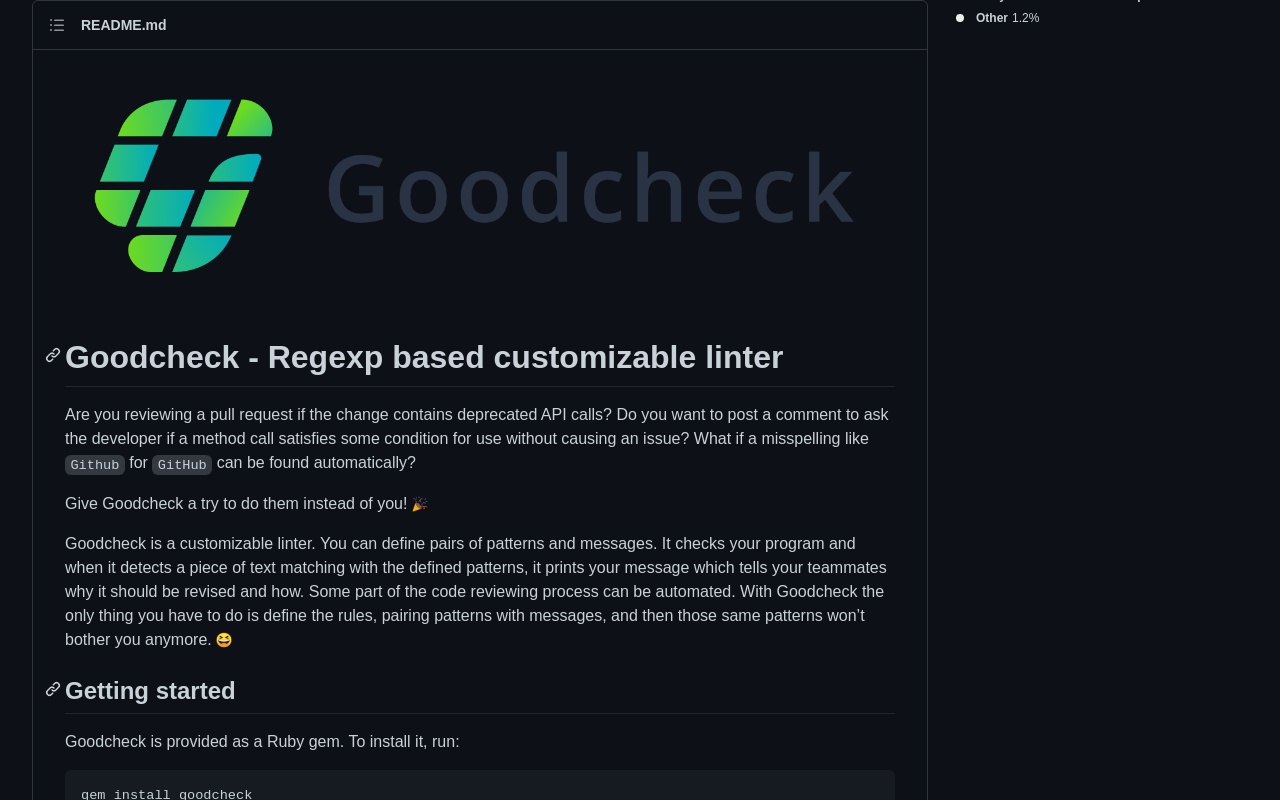 README.md
Other 1.2%
Goodcheck
Goodcheck - Regexp based customizable linter
Are you reviewing a pull request if the change contains deprecated API calls? Do you want to post a comment to ask
the developer if a method call satisfies some condition for use without causing an issue? What if a misspelling like
Github for GitHub can be found automatically?
Give Goodcheck a try to do them instead of you! 🎉
Goodcheck is a customizable linter. You can define pairs of patterns and messages. It checks your program and
when it detects a piece of text matching with the defined patterns, it prints your message which tells your teammates
why it should be revised and how. Some part of the code reviewing process can be automated. With Goodcheck the
only thing you have to do is define the rules, pairing patterns with messages, and then those same patterns won’t
bother you anymore. 😆
Getting started
Goodcheck is provided as a Ruby gem. To install it, run:
gem install goodcheck